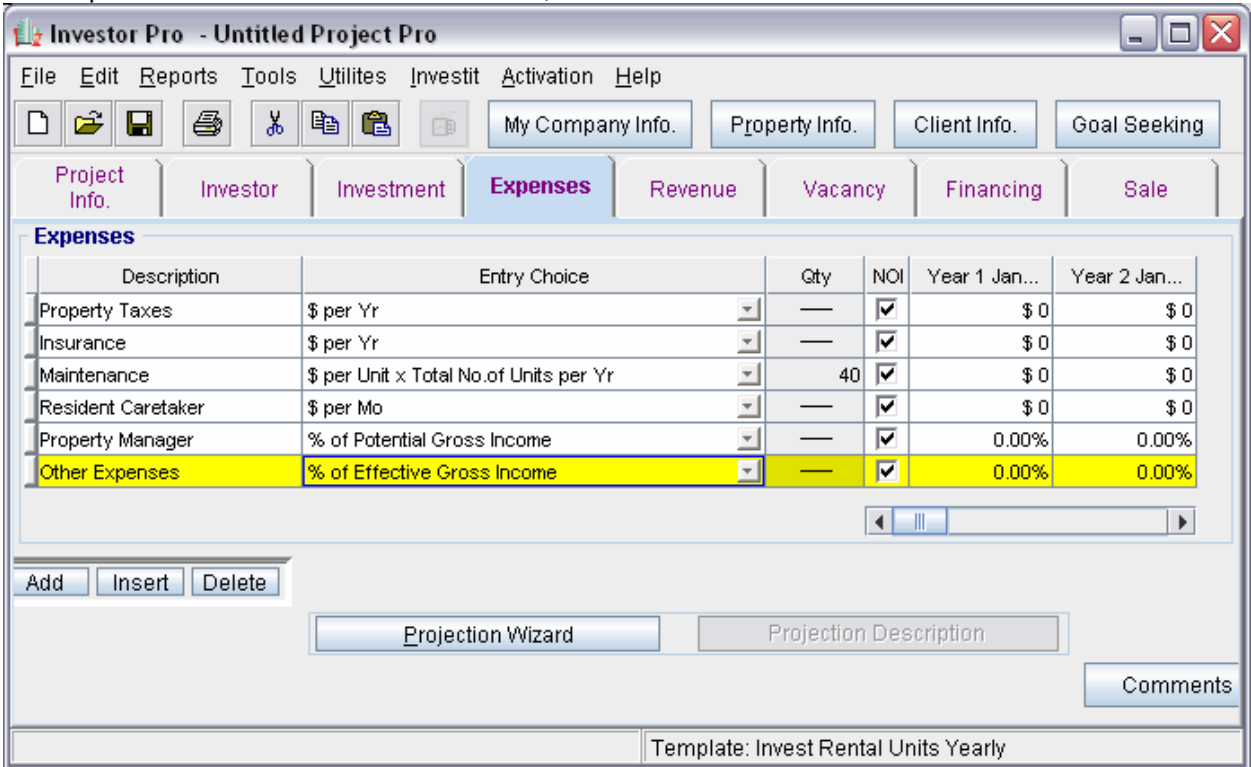 Investor Pro - Untitled Project Pro
File Edit Reports Tools Utilites Investit Activation Help
My Company Info. Property Info. Client Info. Goal Seeking
Project Info. Investor Investment Expenses Revenue Vacancy Financing Sale
Expenses
Description Entry Choice Qty NOI Year 1 Jan... Year 2 Jan...
Property Taxes $ per Yr — $ 0 $ 0
Insurance $ per Yr — $ 0 $ 0
Maintenance $ per Unit x Total No.of Units per Yr 40 $ 0 $ 0
Resident Caretaker $ per Mo — $ 0 $ 0
Property Manager % of Potential Gross Income — 0.00% 0.00%
Other Expenses % of Effective Gross Income — 0.00% 0.00%
Add Insert Delete
Projection Wizard Projection Description
Comments
Template: Invest Rental Units Yearly